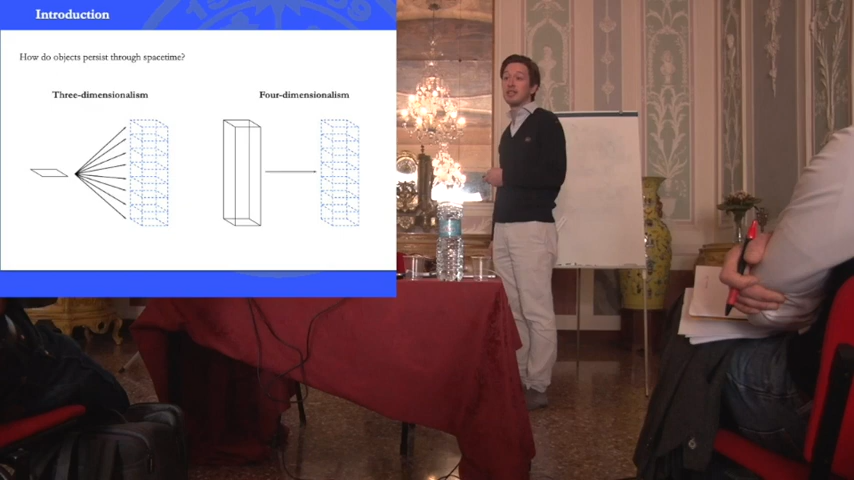 Introduction
How do objects persist through spacetime?
Three-dimensionalism Four-dimensionalism